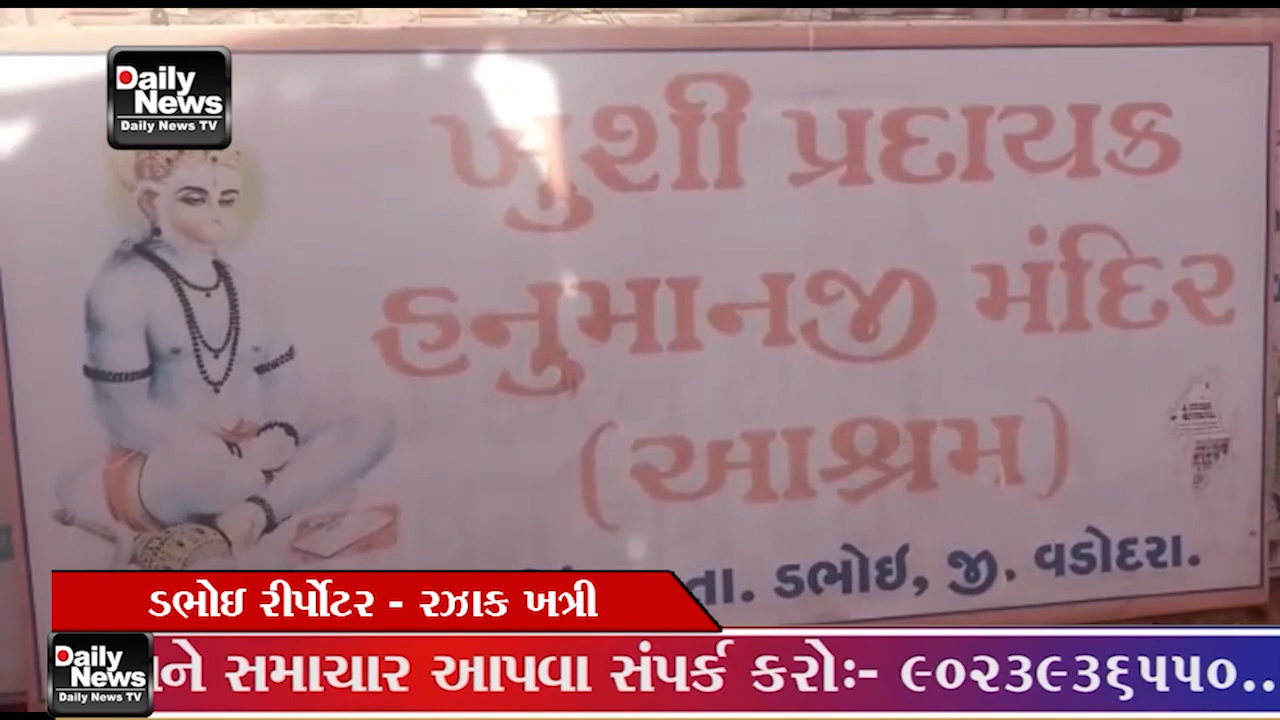 Daily
News
Daily News TV
ખુશી પ્રદાયક
હનુમાનજી મંદિર
(આશ્રમ)
તા. ડભોઇ, જી. વડોદરા.
ડભોઇ રીર્પોટર - રઝાક ખત્રી
Daily
News
Daily News TV
ને સમાચાર આપવા સંપર્ક કરોઃ- ૯૦૨૩૯૩૬૫૫૦..